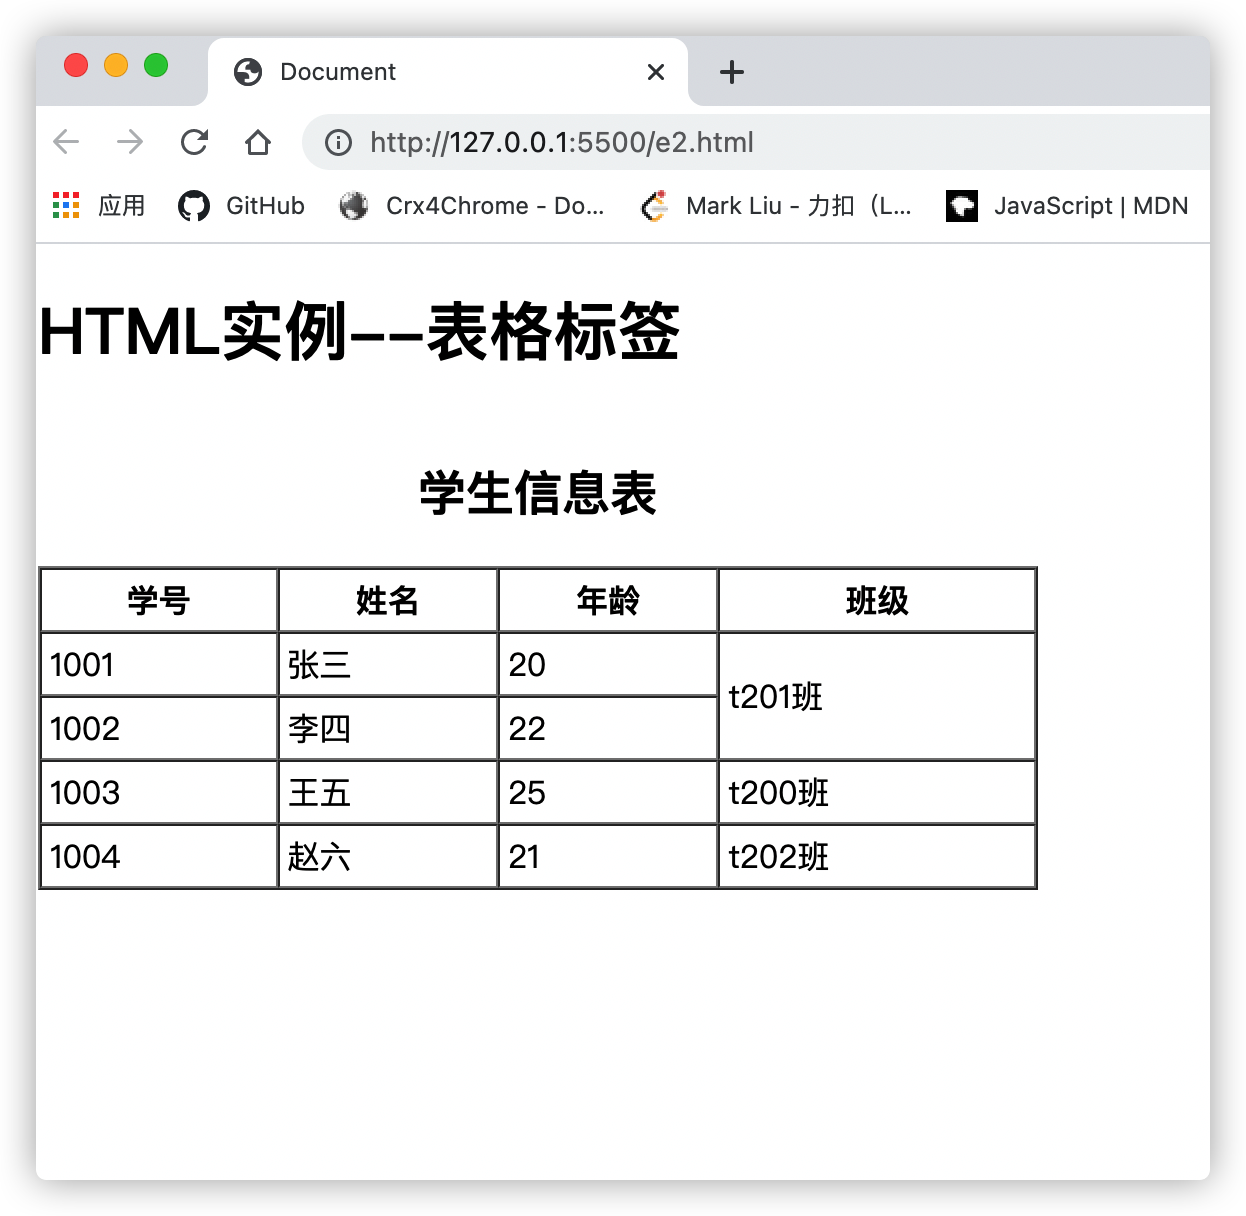 Document
http://127.0.0.1:5500/e2.html
应用 GitHub Crx4Chrome - Do... Mark Liu - 力扣（L... JavaScript | MDN
HTML实例--表格标签
学生信息表
学号 姓名 年龄 班级
1001 张三 20 t201班
1002 李四 22
1003 王五 25 t200班
1004 赵六 21 t202班